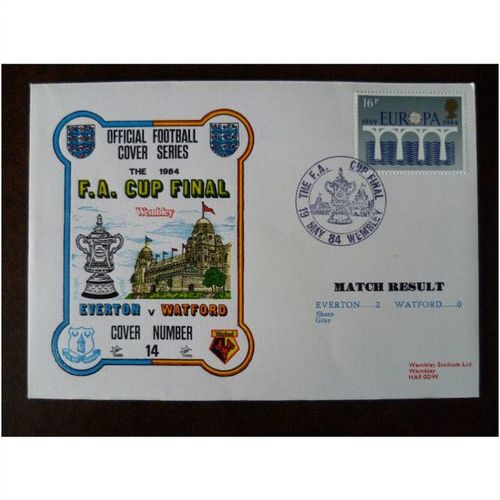 OFFICIAL FOOTBALL
COVER SERIES
THE 1984
F.A. CUP FINAL
Wembley
EVERTON v WATFORD
COVER NUMBER
14
Watford
16P
1959 EUROPA 1984
THE F.A. CUP FINAL
19 MAY 84 WEMBLEY
MATCH RESULT
EVERTON......2 WATFORD......0
Sharp
Gray
Wembley Stadium Ltd.
Wembley
HA9 0DW